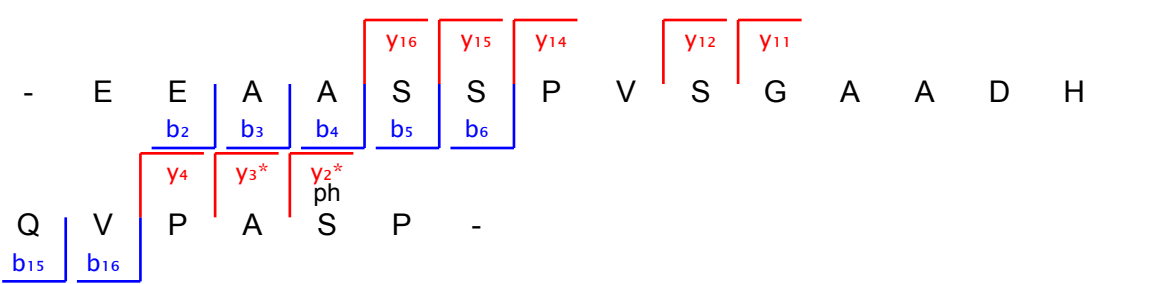 y16 y15 y14 y12 y11
- E E A A S S P V S G A A D H
b2 b3 b4 b5 b6
y4 y3* y2*
ph
Q V P A S P -
b15 b16